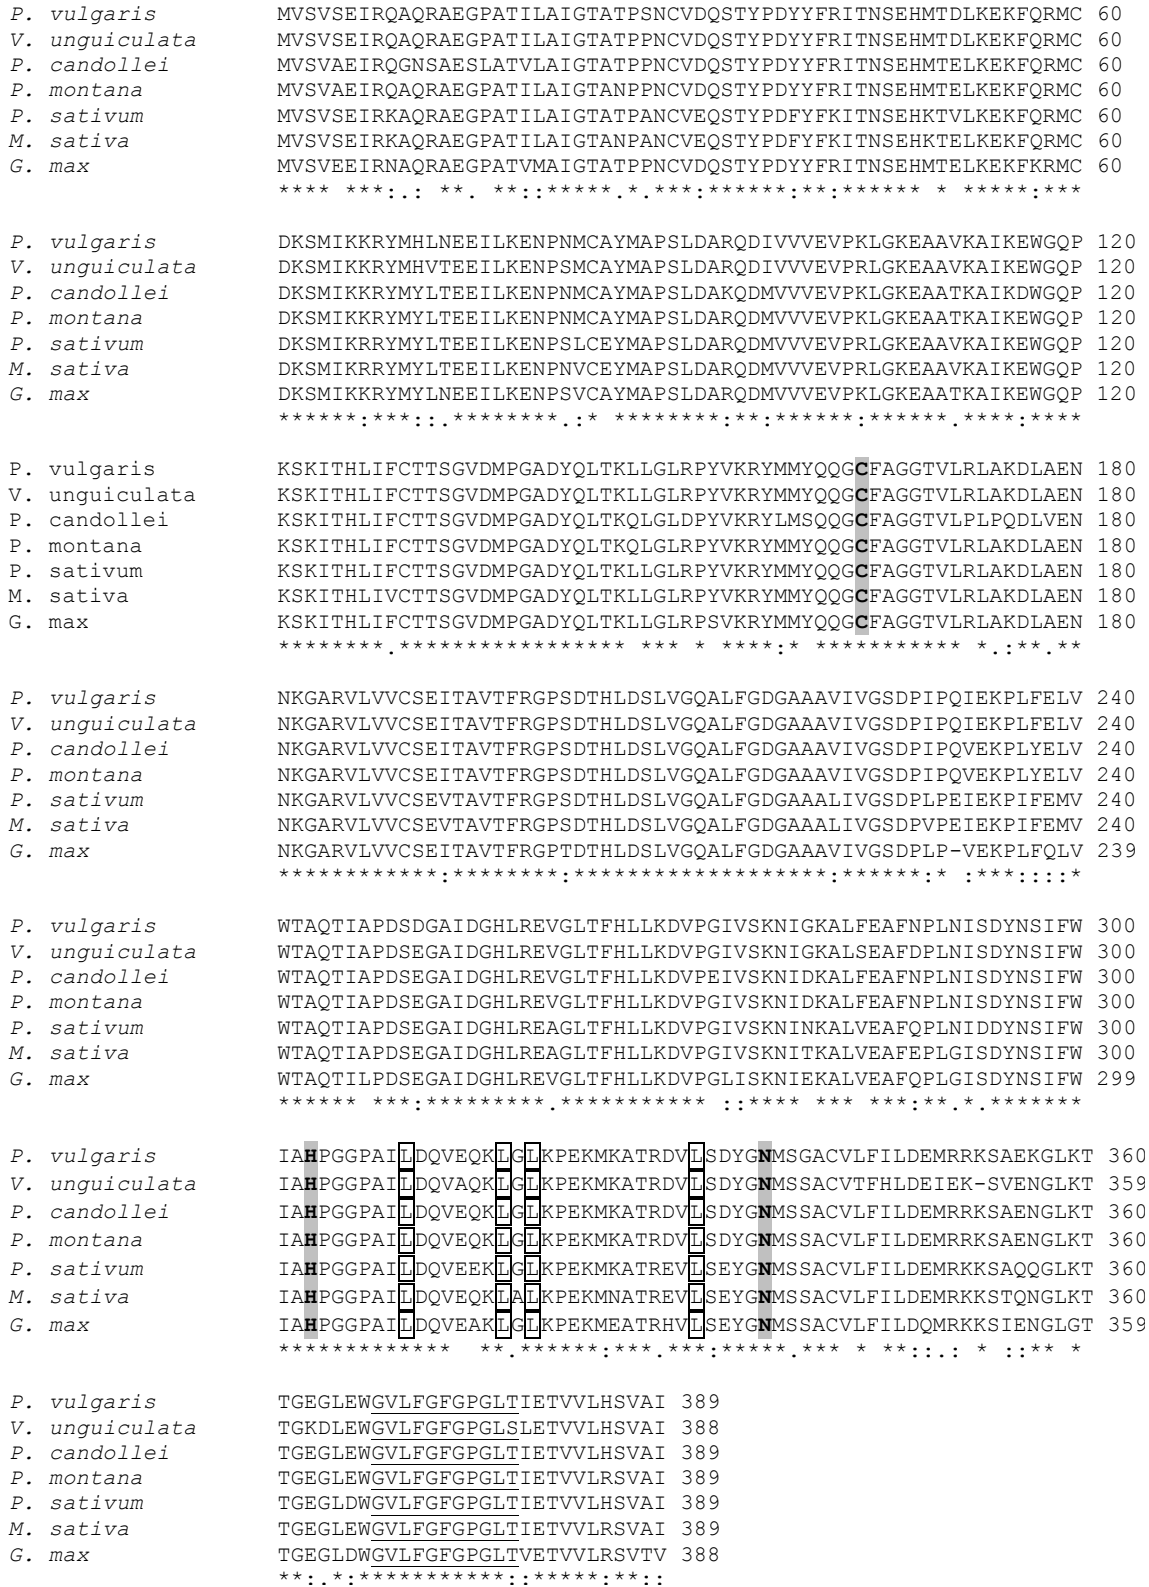 P. vulgaris MVSVSEIRQAQRAEGPATILAIGTATPSNCVDQSTYPDYYFRITNSEHMTDLKEKFQRMC 60
V. unguiculata MVSVSEIRQAQRAEGPATILAIGTATPSNCVDQSTYPDYYFRITNSEHMTDLKEKFQRMC 60
P. candollei MVSVAEIRQGNSAESLATVLAIGTATPPNCVDQSTYPDYYFRITNSEHMTELKEKFQRMC 60
P. montana MVSVSEIRQAQRAEGPATILAIGTANPPNCVDQSTYPDYYFRITNSEHMTELKEKFQRMC 60
P. sativum MVSVSEIRKAQRAEGPATILAIGTATPANCVEQSTYPDFYFKITNSEHKTVLKEKFQRMC 60
M. sativa MVSVSEIRKAQRAEGPATILAIGTANPANCVEQSTYPDFYFRITNSEHKTELKEKFQRMC 60
G. max MVSVEEIRNAQRAEGPATVMAIGTATPPNCVDQSTYPDYYFRITNSEHMTELKEKFKRMC 60
**** ***:.: **. **::*****.*.***:******:**:****** * *****:***
P. vulgaris DKSMIKKRYMHLNEEILKENPNMCAYMAPSLDARQDIVVVEVPKLGKEAAVKAIKEWGQP 120
V. unguiculata DKSMIKKRYMHVTEEILKENPSMCAYMAPSLDARQDIVVVEVPRLGKEAAVKAIKEWGQP 120
P. candollei DKSMIKKRYMYLTEEILKENPNMCAYMAPSLDAKQDMVVVEVPKLGKEAATKAIKDWGQP 120
P. montana DKSMIKKRYMYLTEEILKENPNMCAYMAPSLDARQDMVVVEVPKLGKEAATKAIKEWGQP 120
P. sativum DKSMIKRRYMYLTEEILKENPSLCEYMAPSLDARQDMVVVEVPRLGKEAAVKAIKEWGQP 120
M. sativa DKSMIKRRYMYLTEEILKENPNVCEYMAPSLDARQDMVVVEVPRLGKEAAVKAIKEWGQP 120
G. max DKSMIKKRYMYLNEEILKENPSVCAYMAPSLDARQDMVVVEVPKLGKEAATKAIKEWGQP 120
******:***::.********.:* ********:**:******:******.****:****
P. vulgaris KSKITHLIFCTTSGVDMPGADYQLTKLLGLRPYVKRYMMYQQGCFAGGTVLRLAKDLAEN 180
V. unguiculata KSKITHLIFCTTSGVDMPGADYQLTKLLGLRPYVKRYMMYQQGCFAGGTVLRLAKDLAEN 180
P. candollei KSKITHLIFCTTSGVDMPGADYQLTKQLGLDPYVKRYLMSQQGCFAGGTVLPLPQDLVEN 180
P. montana KSKITHLIFCTTSGVDMPGADYQLTKQLGLRPYVKRYMMYQQGCFAGGTVLRLAKDLAEN 180
P. sativum KSKITHLIFCTTSGVDMPGADYQLTKLLGLRPYVKRYMMYQQGCFAGGTVLRLAKDLAEN 180
M. sativa KSKITHLIVCTTSGVDMPGADYQLTKLLGLRPYVKRYMMYQQGCFAGGTVLRLAKDLAEN 180
G. max KSKITHLIFCTTSGVDMPGADYQLTKLLGLRPSVKRYMMYQQGCFAGGTVLRLAKDLAEN 180
********.***************** *** * ****:* *********** *.:**.**
P. vulgaris NKGARVLVVCSEITAVTFRGPSDTHLDSLVGQALFGDGAAAVIVGSDPIPQIEKPLFELV 240
V. unguiculata NKGARVLVVCSEITAVTFRGPSDTHLDSLVGQALFGDGAAAVIVGSDPIPQIEKPLFELV 240
P. candollei NKGARVLVVCSEITAVTFRGPSDTHLDSLVGQALFGDGAAAVIVGSDPIPQVEKPLYELV 240
P. montana NKGARVLVVCSEITAVTFRGPSDTHLDSLVGQALFGDGAAAVIVGSDPIPQVEKPLYELV 240
P. sativum NKGARVLVVCSEVTAVTFRGPSDTHLDSLVGQALFGDGAAALIVGSDPLPEIEKPIFEMV 240
M. sativa NKGARVLVVCSEVTAVTFRGPSDTHLDSLVGQALFGDGAAALIVGSDPVPEIEKPIFEMV 240
G. max NKGARVLVVCSEITAVTFRGPTDTHLDSLVGQALFGDGAAAVIVGSDPLP-VEKPLFQLV 239
************:********:*******************:******:* :***::::*
P. vulgaris WTAQTIAPDSDGAIDGHLREVGLTFHLLKDVPGIVSKNIGKALFEAFNPLNISDYNSIFW 300
V. unguiculata WTAQTIAPDSEGAIDGHLREVGLTFHLLKDVPGIVSKNIGKALSEAFDPLNISDYNSIFW 300
P. candollei WTAQTIAPDSEGAIDGHLREVGLTFHLLKDVPEIVSKNIDKALFEAFNPLNISDYNSIFW 300
P. montana WTAQTIAPDSEGAIDGHLREVGLTFHLLKDVPGIVSKNIDKALFEAFNPLNISDYNSIFW 300
P. sativum WTAQTIAPDSEGAIDGHLREAGLTFHLLKDVPGIVSKNINKALVEAFQPLNIDDYNSIFW 300
M. sativa WTAQTIAPDSEGAIDGHLREAGLTFHLLKDVPGIVSKNITKALVEAFEPLGISDYNSIFW 300
G. max WTAQTILPDSEGAIDGHLREVGLTFHLLKDVPGLISKNIEKALVEAFQPLGISDYNSIFW 299
****** ***:*********.*********** ::**** *** ***:**.*.*******
P. vulgaris IAHPGGPAILDQVEQKLGLKPEKMKATRDVLSDYGNMSGACVLFILDEMRRKSAEKGLKT 360
V. unguiculata IAHPGGPAILDQVAQKLGLKPEKMKATRDVLSDYGNMSSACVTFHLDEIEK-SVENGLKT 359
P. candollei IAHPGGPAILDQVEQKLGLKPEKMKATRDVLSDYGNMSSACVLFILDEMRRKSAENGLKT 360
P. montana IAHPGGPAILDQVEQKLGLKPEKMKATRDVLSDYGNMSSACVLFILDEMRRKSAENGLKT 360
P. sativum IAHPGGPAILDQVEEKLGLKPEKMKATREVLSEYGNMSSACVLFILDEMRKKSAQQGLKT 360
M. sativa IAHPGGPAILDQVEQKLALKPEKMNATREVLSEYGNMSSACVLFILDEMRKKSTQNGLKT 360
G. max IAHPGGPAILDQVEAKLGLKPEKMEATRHVLSEYGNMSSACVLFILDQMRKKSIENGLGT 359
************* **.******:***.***:*****.*** * **::.: * ::** *
P. vulgaris TGEGLEWGVLFGFGPGLTIETVVLHSVAI 389
V. unguiculata TGKDLEWGVLFGFGPGLSLETVVLHSVAI 388
P. candollei TGEGLEWGVLFGFGPGLTIETVVLHSVAI 389
P. montana TGEGLEWGVLFGFGPGLTIETVVLRSVAI 389
P. sativum TGEGLDWGVLFGFGPGLTIETVVLHSVAI 389
M. sativa TGEGLEWGVLFGFGPGLTIETVVLRSVAI 389
G. max TGEGLDWGVLFGFGPGLTVETVVLRSVTV 388
**:.*:***********::*****:**::